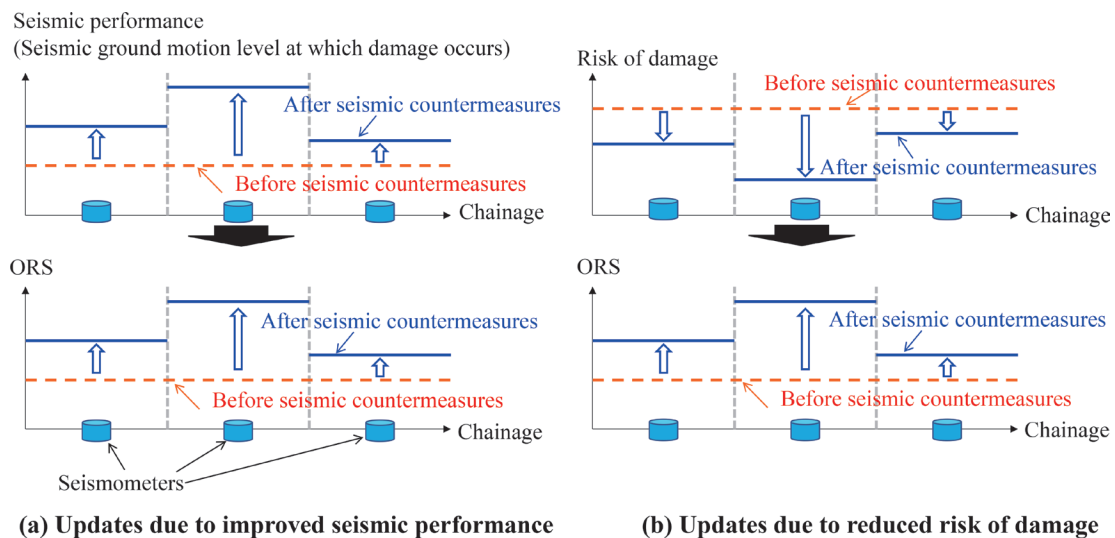 Seismic performance
(Seismic ground motion level at which damage occurs)
After seismic countermeasures
Before seismic countermeasures
Chainage
ORS
After seismic countermeasures
Before seismic countermeasures
Chainage
Seismometers
(a) Updates due to improved seismic performance
Risk of damage
Before seismic countermeasures
After seismic countermeasures
Chainage
ORS
After seismic countermeasures
Before seismic countermeasures
Chainage
(b) Updates due to reduced risk of damage